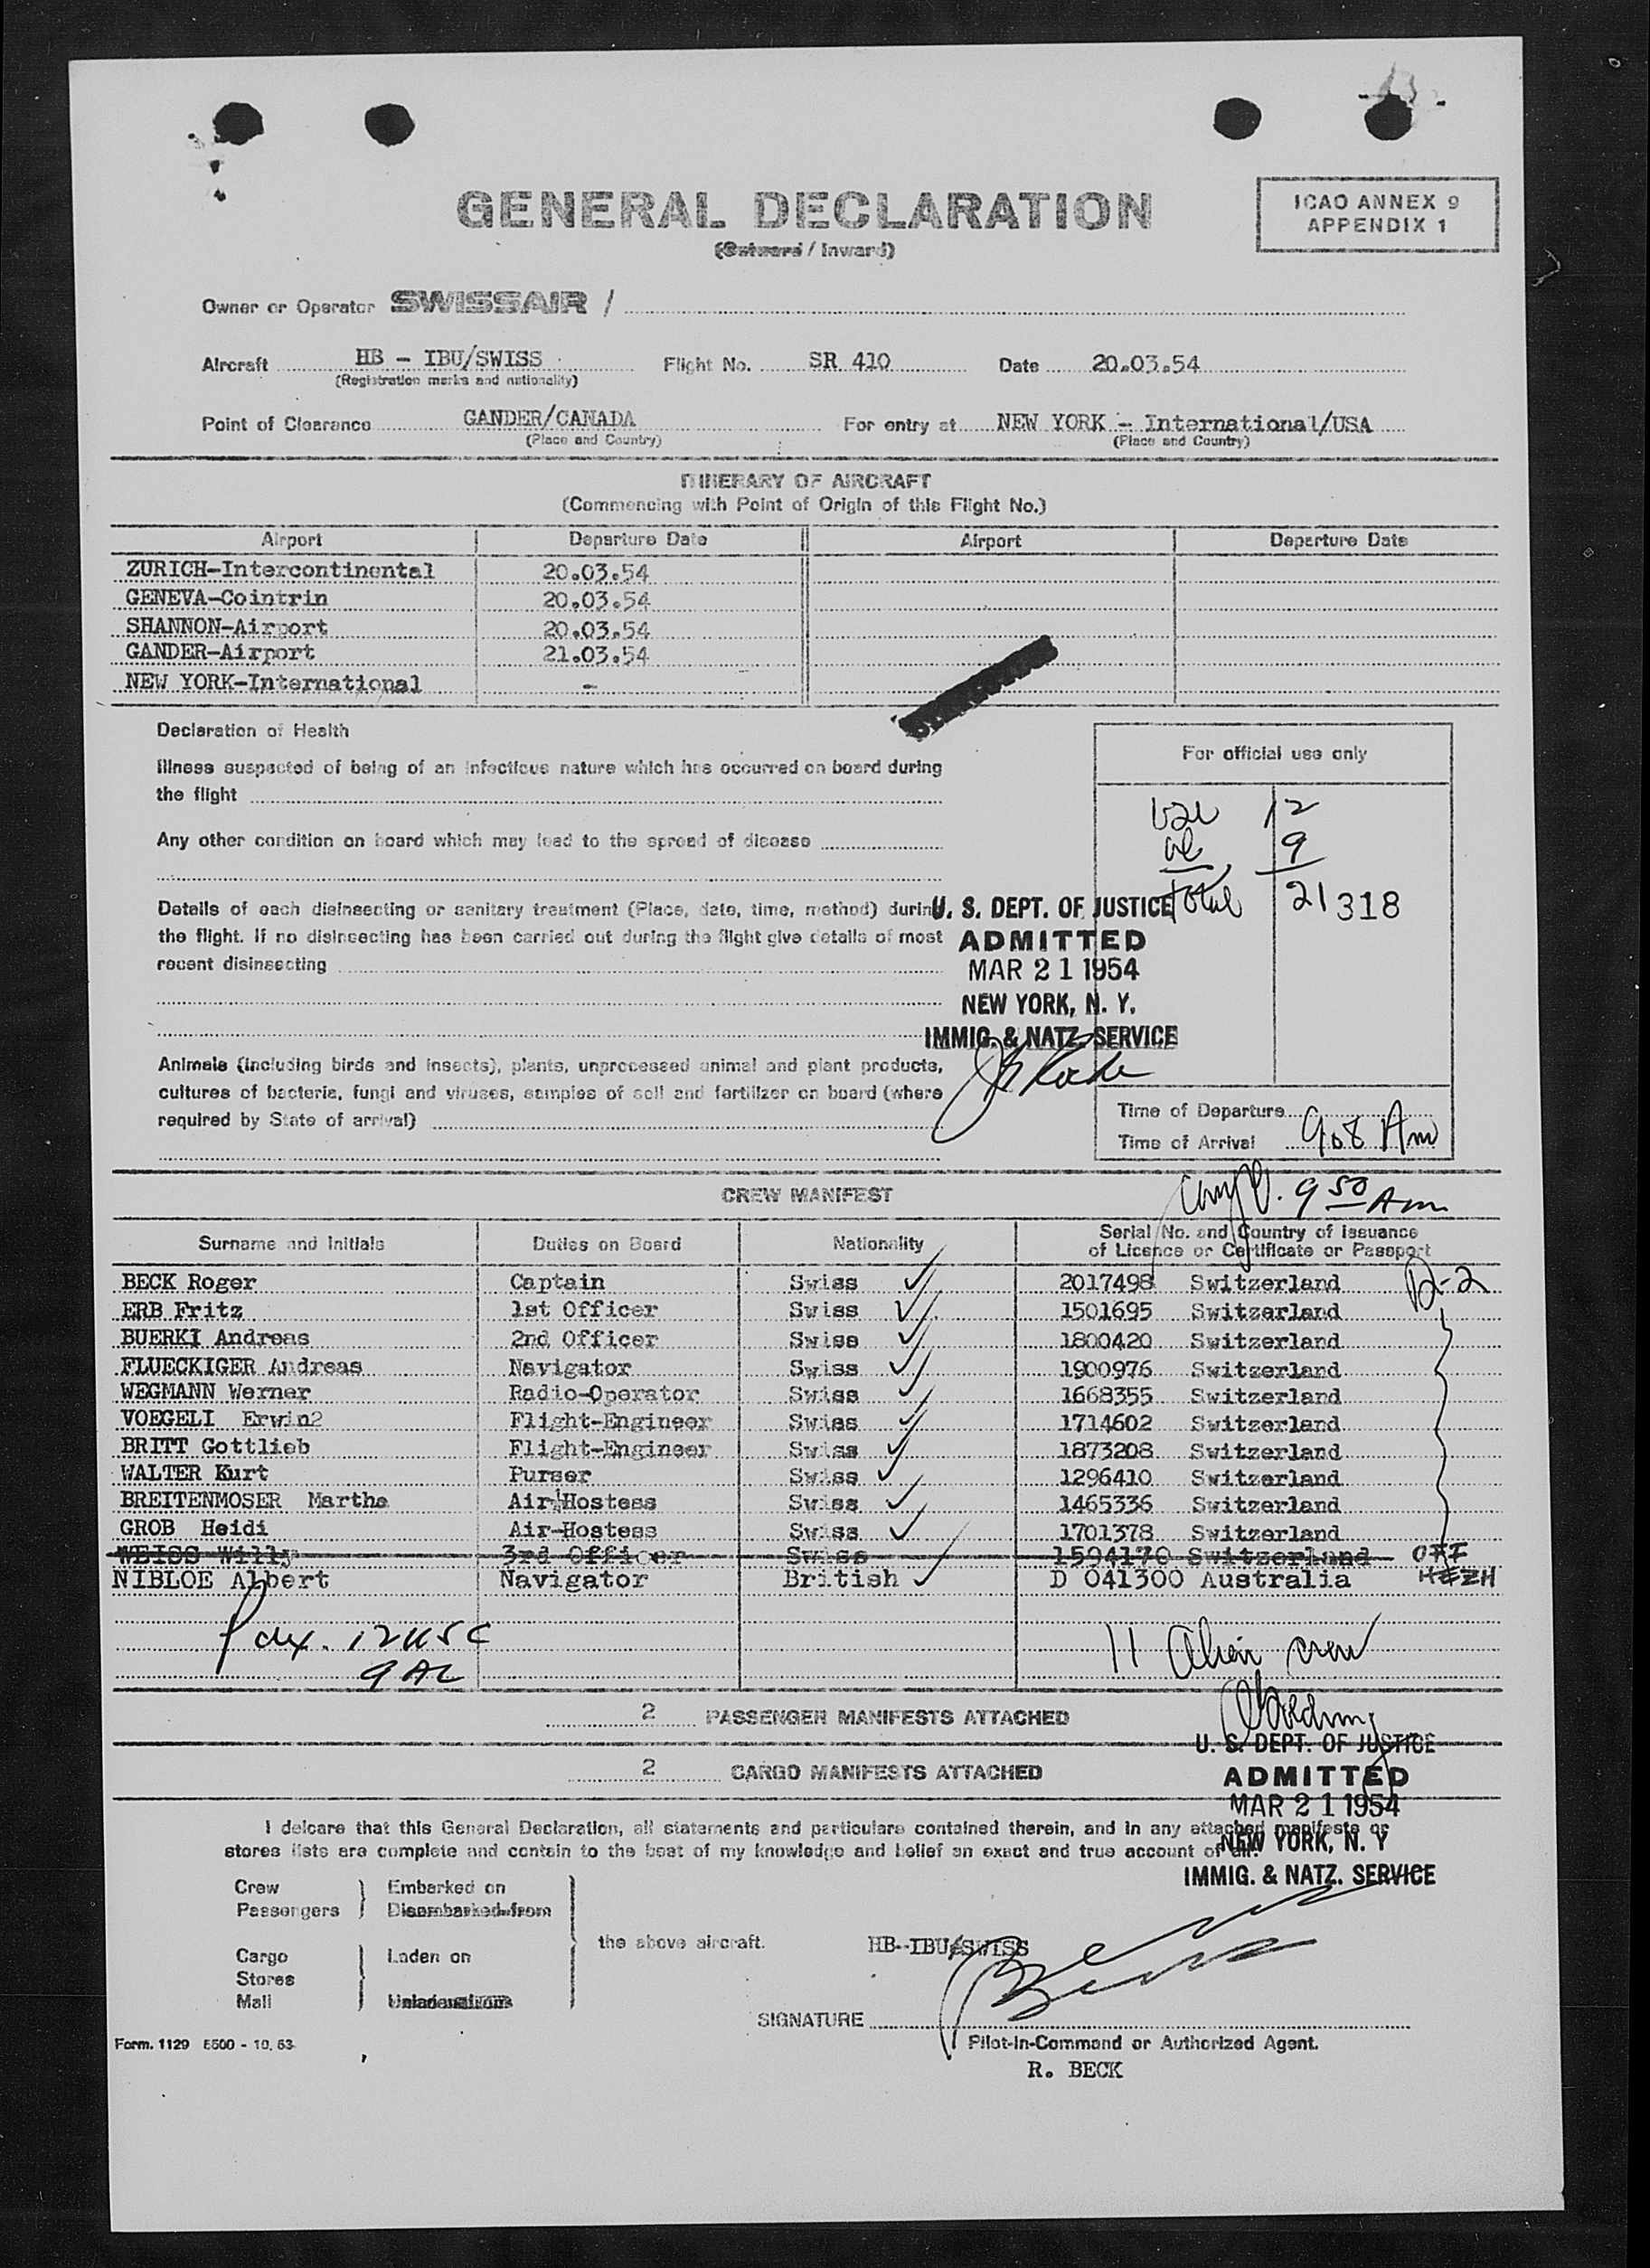 GENERAL DECLARATION
(Outward / Inward)
ICAO ANNEX 9
APPENDIX 1
Owner or Operator SWISSAIR /
Aircraft HB - IBU/SWISS Flight No. SR 410 Date 20.03.54
(Registration marks and nationality)
Point of Clearance GANDER/CANADA For entry at NEW YORK - International/USA
(Place and Country) (Place and Country)
ITINERARY OF AIRCRAFT
(Commencing with Point of Origin of this Flight No.)
Airport Departure Date Airport Departure Date
ZURICH-Intercontinental 20.03.54
GENEVA-Cointrin 20.03.54
SHANNON-Airport 20.03.54
GANDER-Airport 21.03.54
NEW YORK-International -
Declaration of Health
Illness suspected of being of an infectious nature which has occurred on board during
the flight
Any other condition on board which may lead to the spread of disease
Details of each disinsecting or sanitary treatment (Place, date, time, method) during
the flight. If no disinsecting has been carried out during the flight give details of most
recent disinsecting
Animals (including birds and insects), plants, unprocessed animal and plant products,
cultures of bacteria, fungi and viruses, samples of soil and fertilizer on board (where
required by State of arrival)
For official use only
12
9
total 21 318
U. S. DEPT. OF JUSTICE
ADMITTED
MAR 21 1954
NEW YORK, N. Y.
IMMIG. & NATZ. SERVICE
Time of Departure
Time of Arrival 9.08 Am
9 50 Am
CREW MANIFEST
Surname and Initials Duties on Board Nationality Serial No. and Country of Issuance
of Licence or Certificate or Passport
BECK Roger Captain Swiss 2017498 Switzerland D-2
ERB Fritz 1st Officer Swiss 1501695 Switzerland
BUERKI Andreas 2nd Officer Swiss 1800420 Switzerland
FLUECKIGER Andreas Navigator Swiss 1900976 Switzerland
WEGMANN Werner Radio-Operator Swiss 1668355 Switzerland
VOEGELI Erwin2 Flight-Engineer Swiss 1714602 Switzerland
BRITT Gottlieb Flight-Engineer Swiss 1873208 Switzerland
WALTER Kurt Purser Swiss 1296410 Switzerland
BREITENMOSER Martha Air-Hostess Swiss 1465336 Switzerland
GROB Heidi Air-Hostess Swiss 1701378 Switzerland
WEISS Willy 3rd Officer Swiss 1594170 Switzerland OFF
NIBLOE Albert Navigator British D 041300 Australia
12 USC
9 AL
11 Alien crew
2 PASSENGER MANIFESTS ATTACHED
2 CARGO MANIFESTS ATTACHED
U. S. DEPT. OF JUSTICE
ADMITTED
MAR 21 1954
NEW YORK, N. Y
IMMIG. & NATZ. SERVICE
I delcare that this General Declaration, all statements and particulars contained therein, and in any attached manifests or
stores lists are complete and contain to the best of my knowledge and belief an exact and true account of all:
Crew Embarked on
Passengers Disembarked from
the above aircraft. HB-IBU/SWISS
Cargo Laden on
Stores
Mail Unladen from
SIGNATURE
Pilot-in-Command or Authorized Agent.
R. BECK
Form. 1129 5500 - 10. 53